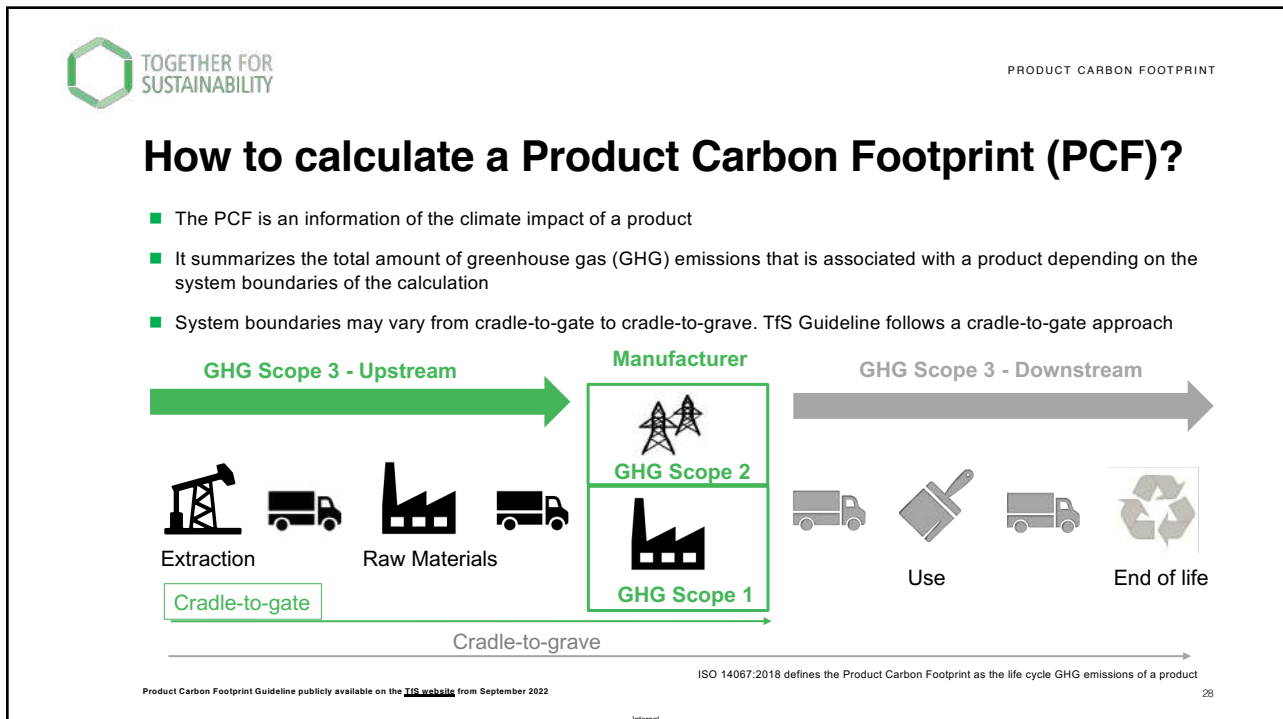 TOGETHER FOR
SUSTAINABILITY
PRODUCT CARBON FOOTPRINT
How to calculate a Product Carbon Footprint (PCF)?
The PCF is an information of the climate impact of a product
It summarizes the total amount of greenhouse gas (GHG) emissions that is associated with a product depending on the
system boundaries of the calculation
System boundaries may vary from cradle-to-gate to cradle-to-grave. TfS Guideline follows a cradle-to-gate approach
GHG Scope 3 - Upstream
Manufacturer
GHG Scope 3 - Downstream
GHG Scope 2
Extraction
Raw Materials
GHG Scope 1
Use
End of life
Cradle-to-gate
Cradle-to-grave
ISO 14067:2018 defines the Product Carbon Footprint as the life cycle GHG emissions of a product
Product Carbon Footprint Guideline publicly available on the TfS website from September 2022
28
Internal